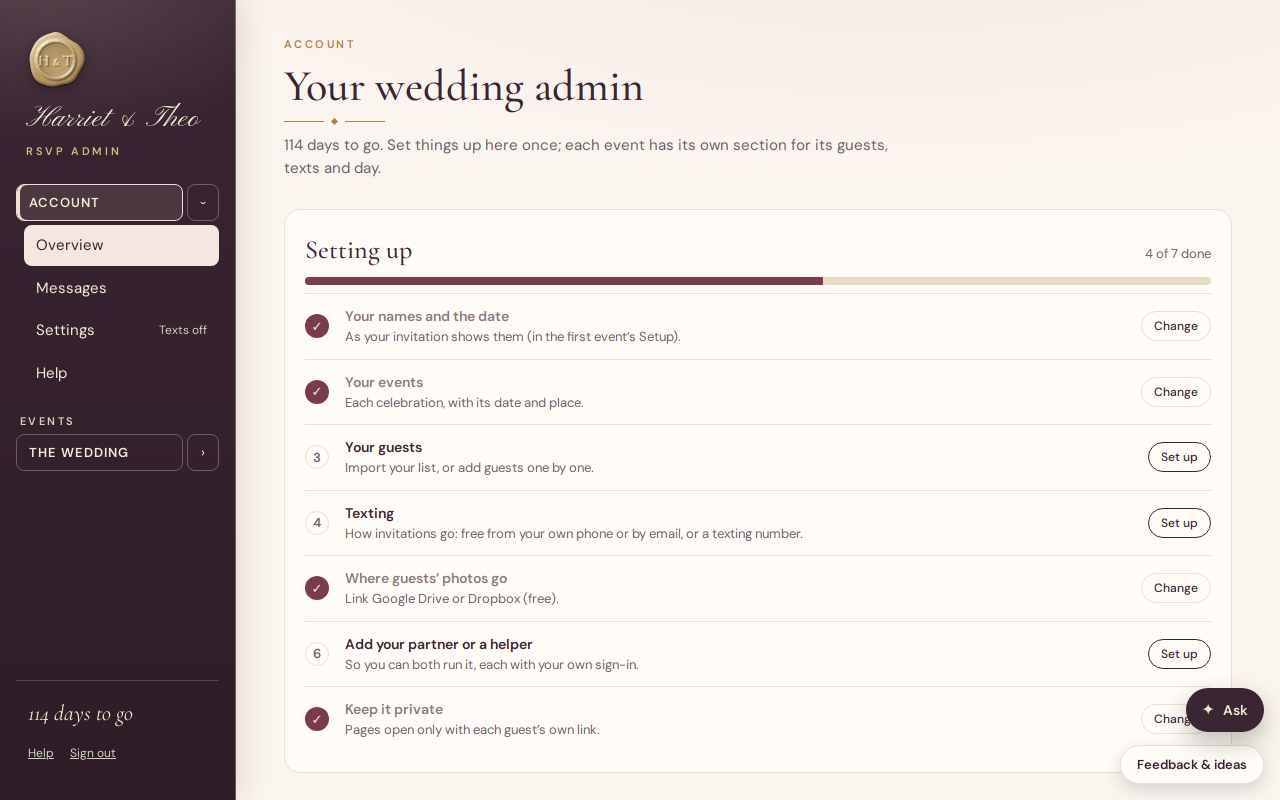 H & T
Harriet & Theo
RSVP ADMIN
ACCOUNT
Overview
Messages
Settings Texts off
Help
EVENTS
THE WEDDING
114 days to go
Help Sign out
ACCOUNT
Your wedding admin
114 days to go. Set things up here once; each event has its own section for its guests,
texts and day.
Setting up 4 of 7 done
Your names and the date
As your invitation shows them (in the first event’s Setup).
Change
Your events
Each celebration, with its date and place.
Change
3 Your guests
Import your list, or add guests one by one.
Set up
4 Texting
How invitations go: free from your own phone or by email, or a texting number.
Set up
Where guests’ photos go
Link Google Drive or Dropbox (free).
Change
6 Add your partner or a helper
So you can both run it, each with your own sign-in.
Set up
Keep it private
Pages open only with each guest’s own link.
Ask
Feedback & ideas